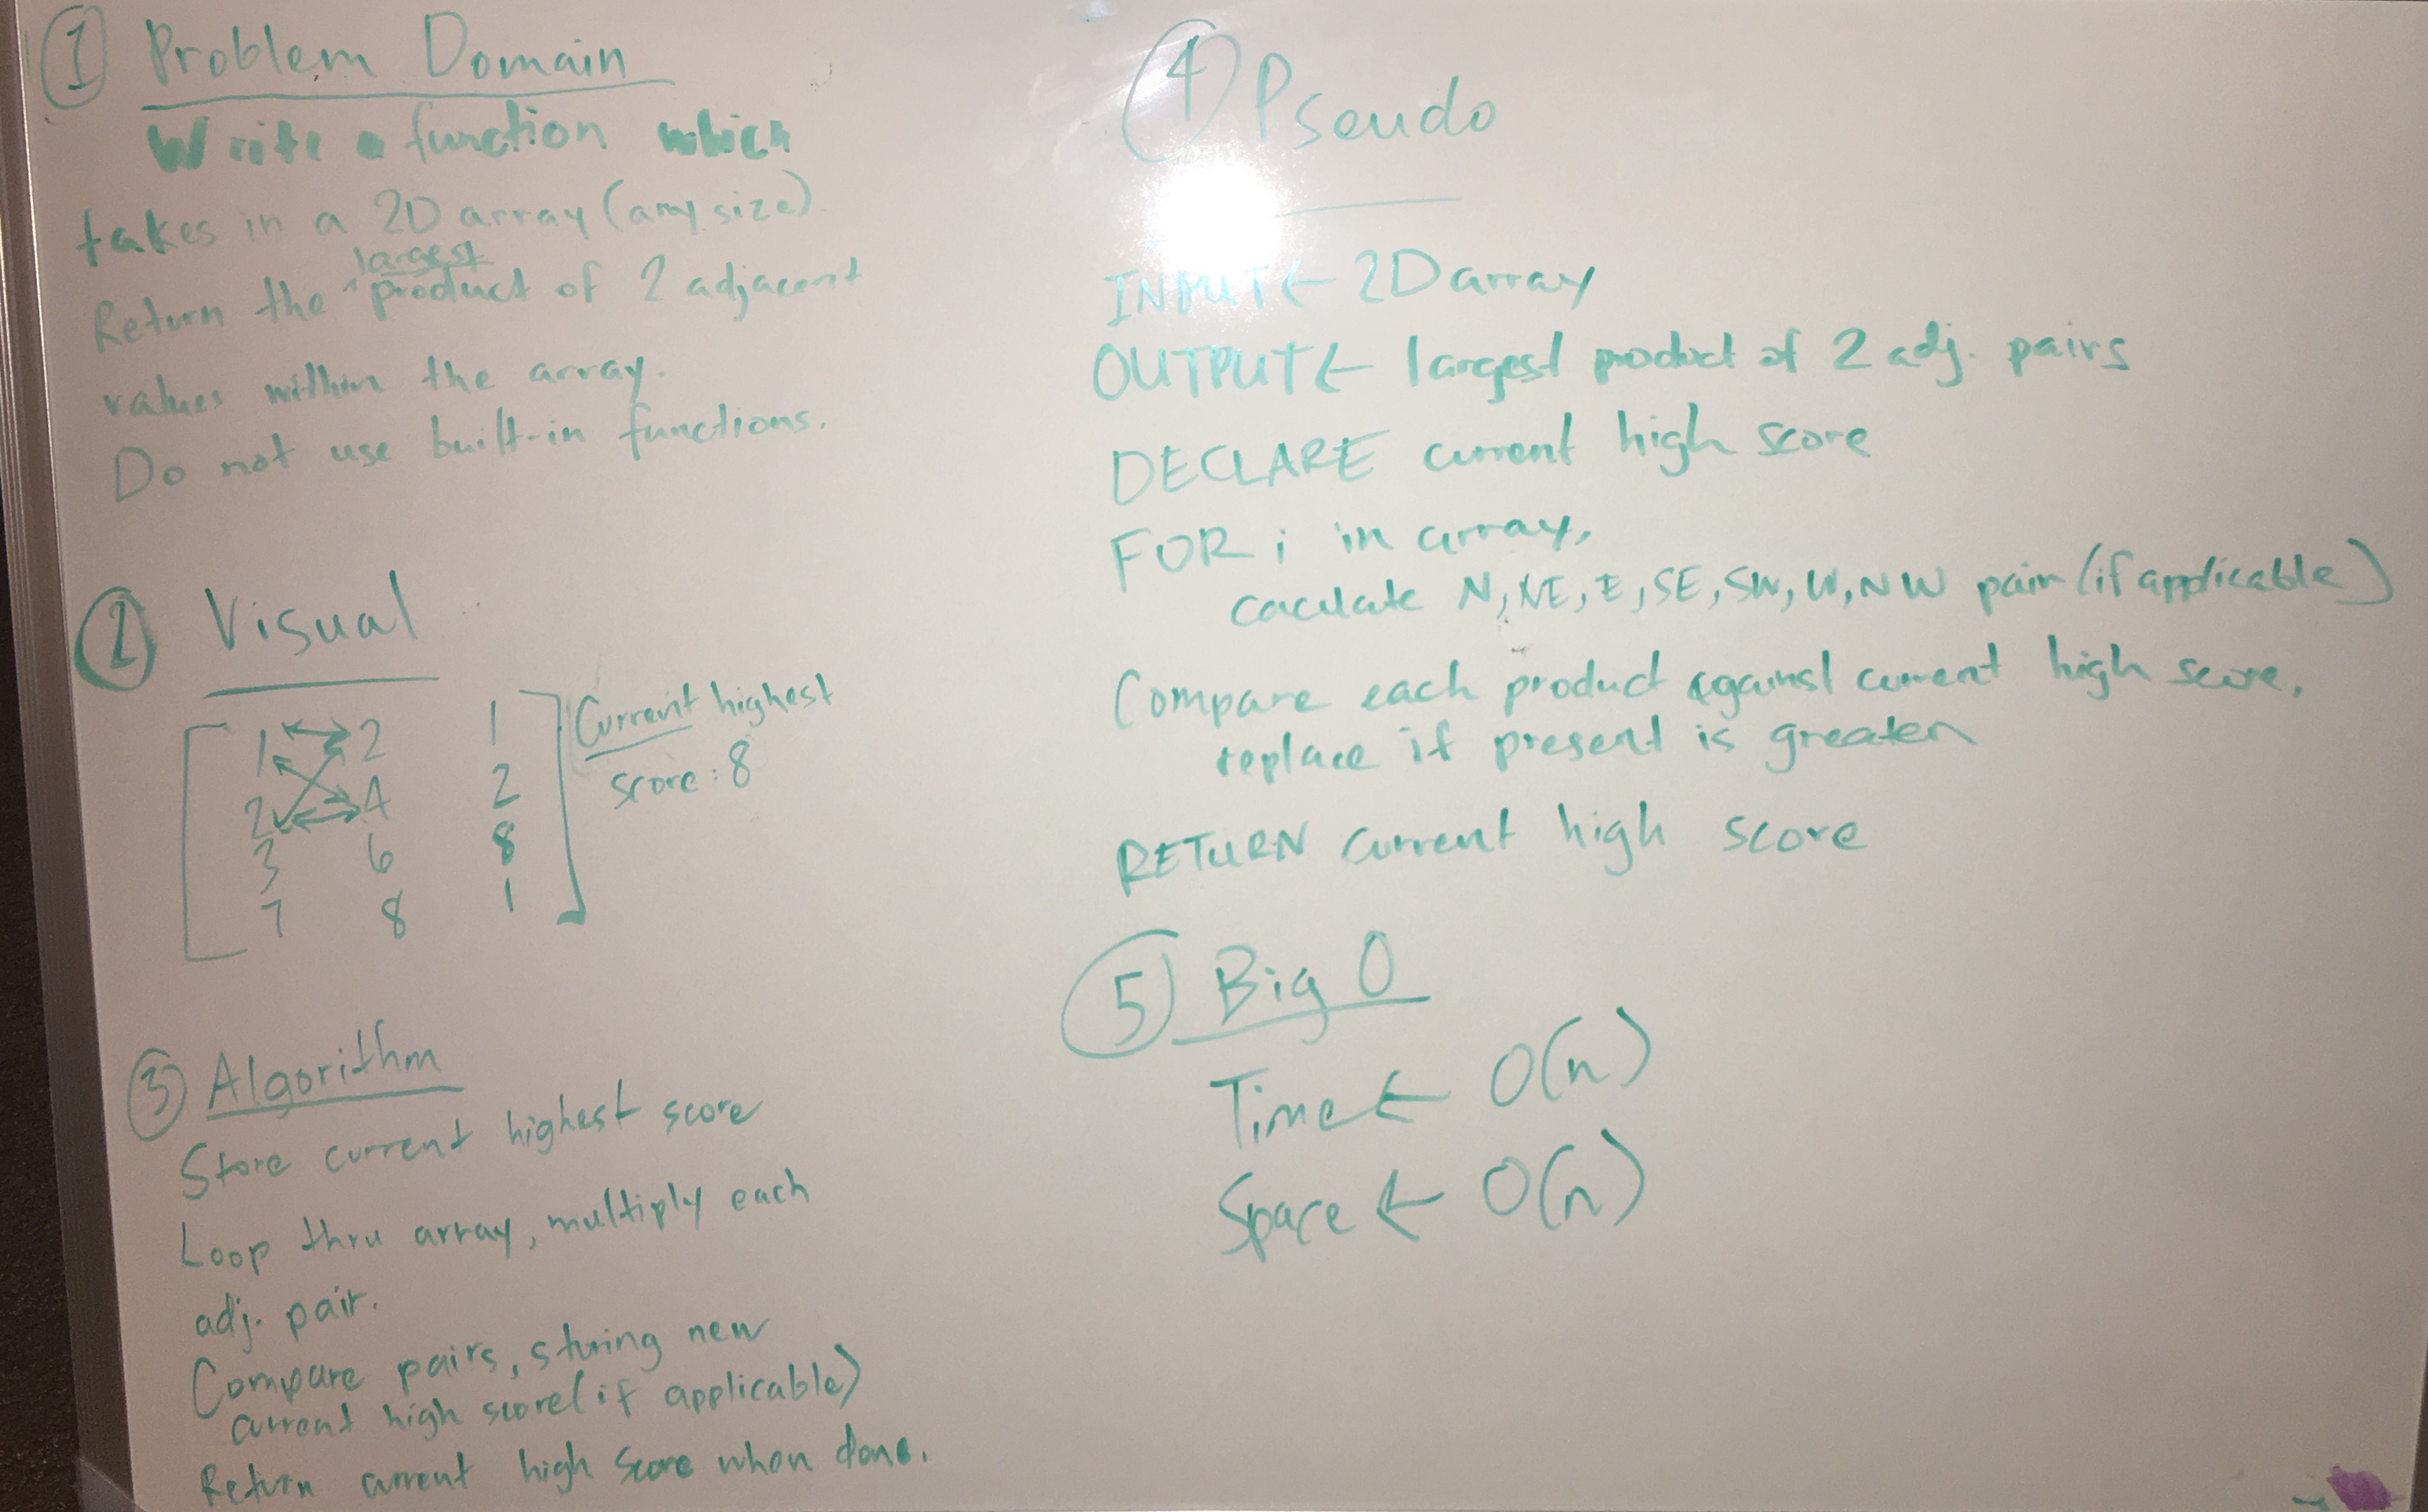 ① Problem Domain
Write a function which
takes in a 2D array (any size)
Return the ^largest product of 2 adjacent
values within the array.
Do not use built-in functions.
② Visual
1 2 1
2 4 2
3 6 8
7 8 1
Current highest
score: 8
③ Algorithm
Store current highest score
Loop thru array, multiply each
adj. pair.
Compare pairs, storing new
current high score (if applicable)
Return current high score when done.
④ Pseudo
INPUT ← 2D array
OUTPUT ← largest product of 2 adj. pairs
DECLARE current high score
FOR i in array,
caculate N, NE, E, SE, SW, W, NW pair (if applicable)
Compare each product against current high score,
replace if present is greater
RETURN current high score
⑤ Big O
Time ← O(n)
Space ← O(n)